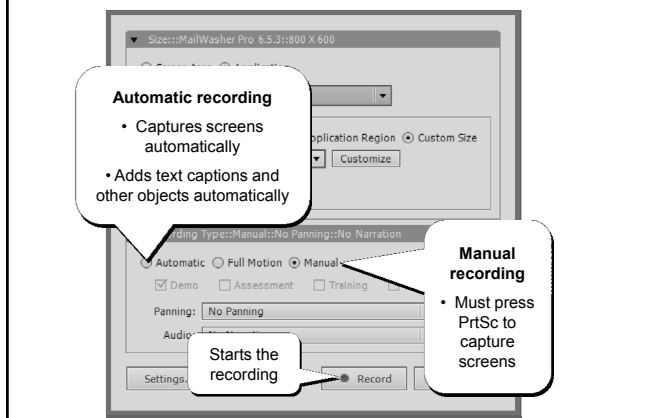 Size:::MailWasher Pro 6.5.3::800 X 600
Automatic recording
• Captures screens
automatically
• Adds text captions and
other objects automatically
Application Region Custom Size
Customize
Type::Manual::No Panning::No Narration
Automatic Full Motion Manual
Demo Assessment Training
Panning: No Panning
Audio:
Manual
recording
• Must press
PrtSc to
capture
screens
Starts the
recording
Settings
Record